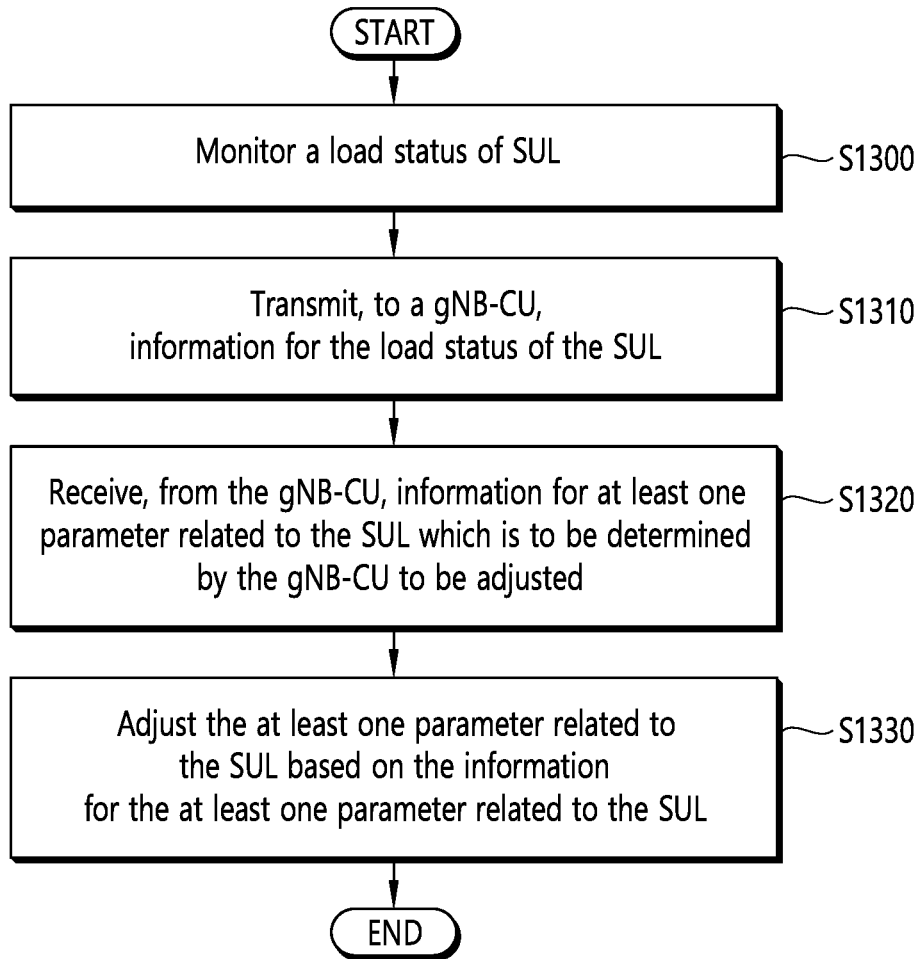 START
Monitor a load status of SUL
S1300
Transmit, to a gNB-CU,
information for the load status of the SUL
S1310
Receive, from the gNB-CU, information for at least one
parameter related to the SUL which is to be determined
by the gNB-CU to be adjusted
S1320
Adjust the at least one parameter related to
the SUL based on the information
for the at least one parameter related to the SUL
S1330
END